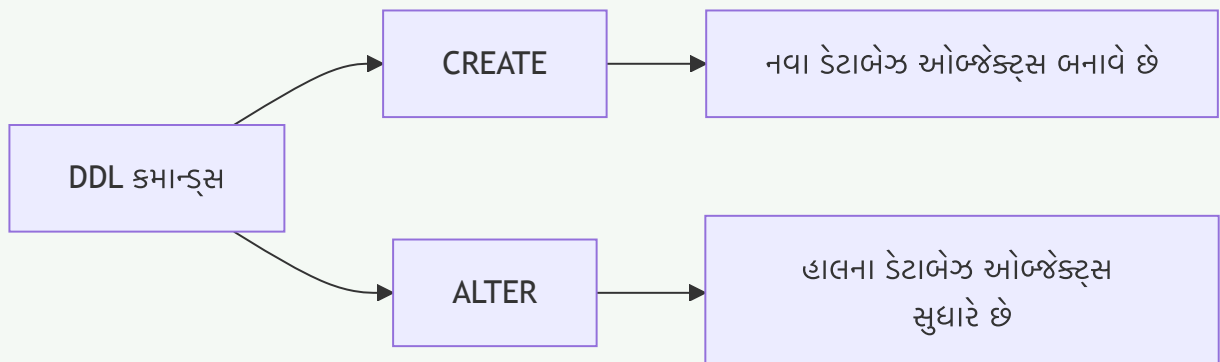 CREATE
નવા ડેટાબેઝ ઓબ્જેક્ટ્સ બનાવે છે
DDL કમાન્ડ્સ
ALTER
હાલના ડેટાબેઝ ઓબ્જેક્ટ્સ
સુધારે છે